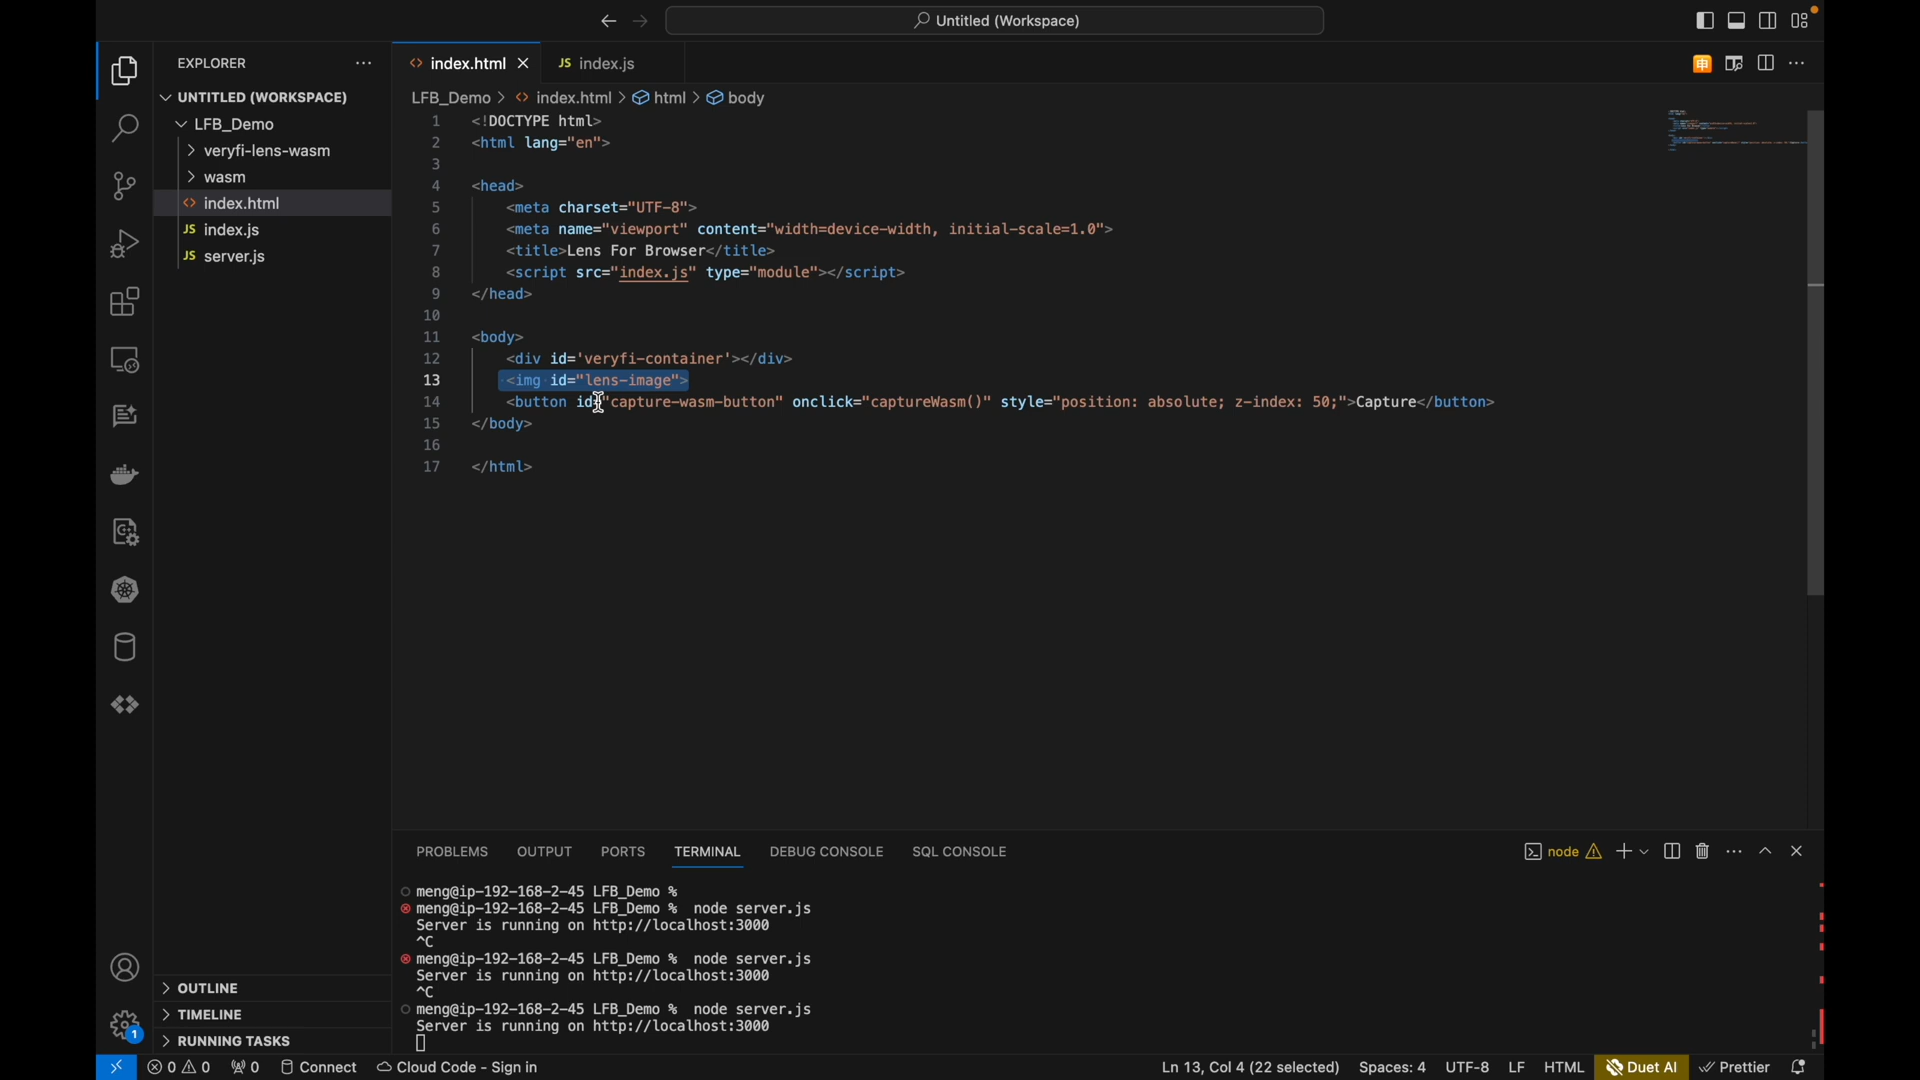 Untitled (Workspace)
EXPLORER
UNTITLED (WORKSPACE)
LFB_Demo
veryfi-lens-wasm
wasm
index.html
JS index.js
JS server.js
OUTLINE
TIMELINE
RUNNING TASKS
index.html
JS index.js
LFB_Demo > index.html > html > body
1 <!DOCTYPE html>
2 <html lang="en">
3
4 <head>
5 <meta charset="UTF-8">
6 <meta name="viewport" content="width=device-width, initial-scale=1.0">
7 <title>Lens For Browser</title>
8 <script src="index.js" type="module"></script>
9 </head>
10
11 <body>
12 <div id='veryfi-container'></div>
13 <img id="lens-image">
14 <button id="capture-wasm-button" onclick="captureWasm()" style="position: absolute; z-index: 50;">Capture</button>
15 </body>
16
17 </html>
PROBLEMS OUTPUT PORTS TERMINAL DEBUG CONSOLE SQL CONSOLE
node
meng@ip-192-168-2-45 LFB_Demo %
meng@ip-192-168-2-45 LFB_Demo % node server.js
Server is running on http://localhost:3000
^C
meng@ip-192-168-2-45 LFB_Demo % node server.js
Server is running on http://localhost:3000
^C
meng@ip-192-168-2-45 LFB_Demo % node server.js
Server is running on http://localhost:3000
1
0 0 0 Connect Cloud Code - Sign in Ln 13, Col 4 (22 selected) Spaces: 4 UTF-8 LF HTML Duet AI Prettier